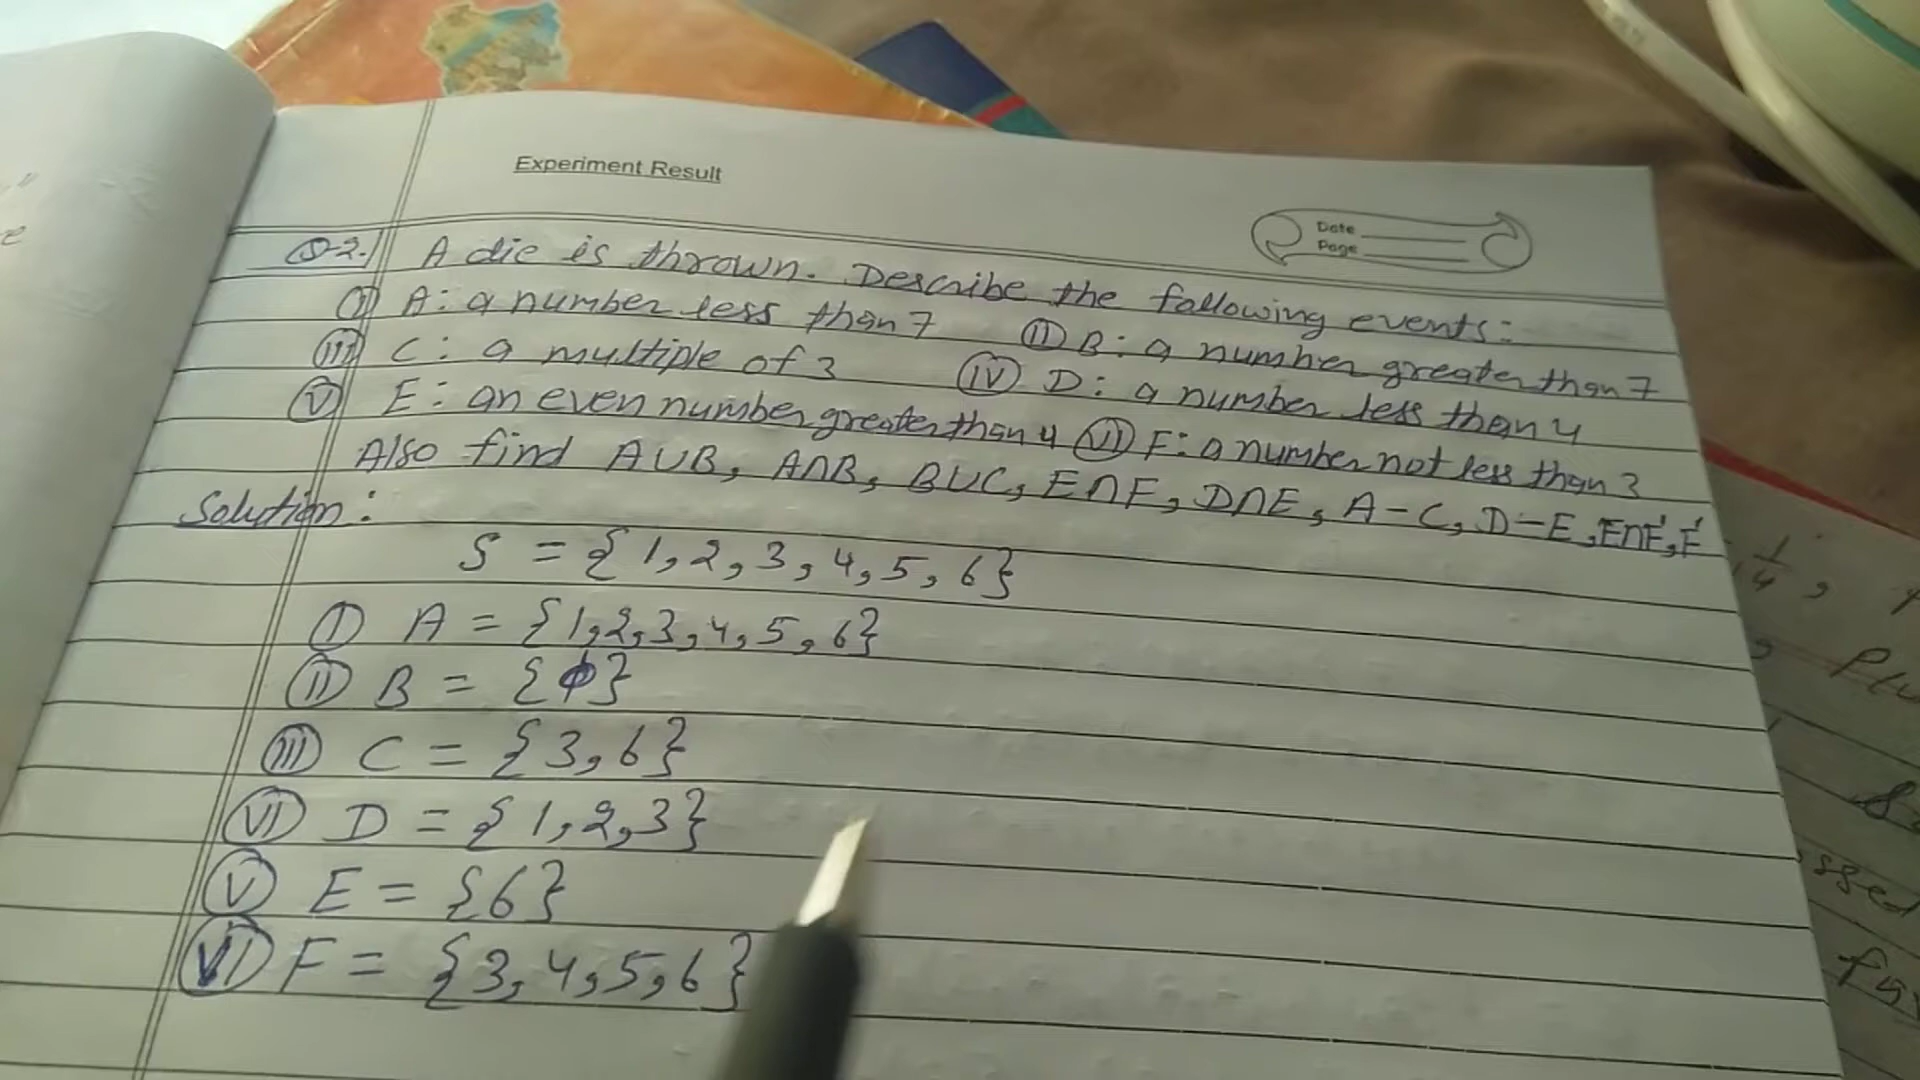 Experiment Result
Date
Page
Q-2. A die is thrown. Describe the following events:
(I) A: a number less than 7 (II) B: a number greater than 7
(III) C: a multiple of 3 (IV) D: a number less than 4
(V) E: an even number greater than 4 (VI) F: a number not less than 3
Also find A∪B, A∩B, B∪C, E∩F, D∩E, A-C, D-E, E∩F', F'
Solution:
S = {1,2,3,4,5,6}
(I) A = {1,2,3,4,5,6}
(II) B = {ϕ}
(III) C = {3,6}
(VI) D = {1,2,3}
(V) E = {6}
(VI) F = {3,4,5,6}
1/4,